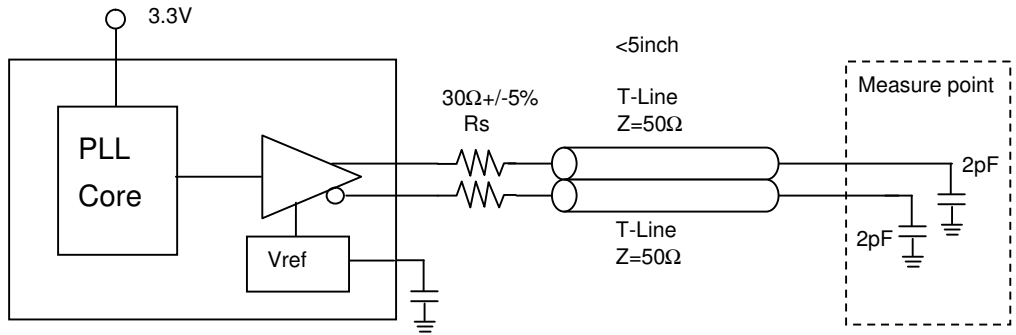 3.3V
<5inch
Measure point
30Ω+/-5%
Rs
T-Line
Z=50Ω
PLL
Core
2pF
2pF
T-Line
Z=50Ω
Vref